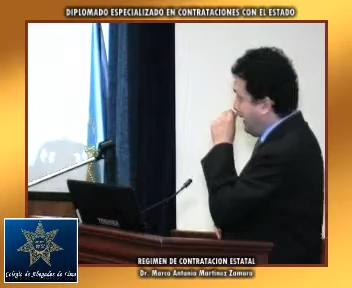 DIPLOMADO ESPECIALIZADO EN CONTRATACIONES CON EL ESTADO
TOSHIBA
REGIMEN DE CONTRATACION ESTATAL
Dr. Marco Antonio Martinez Zamora
Colegio de Abogados de Lima